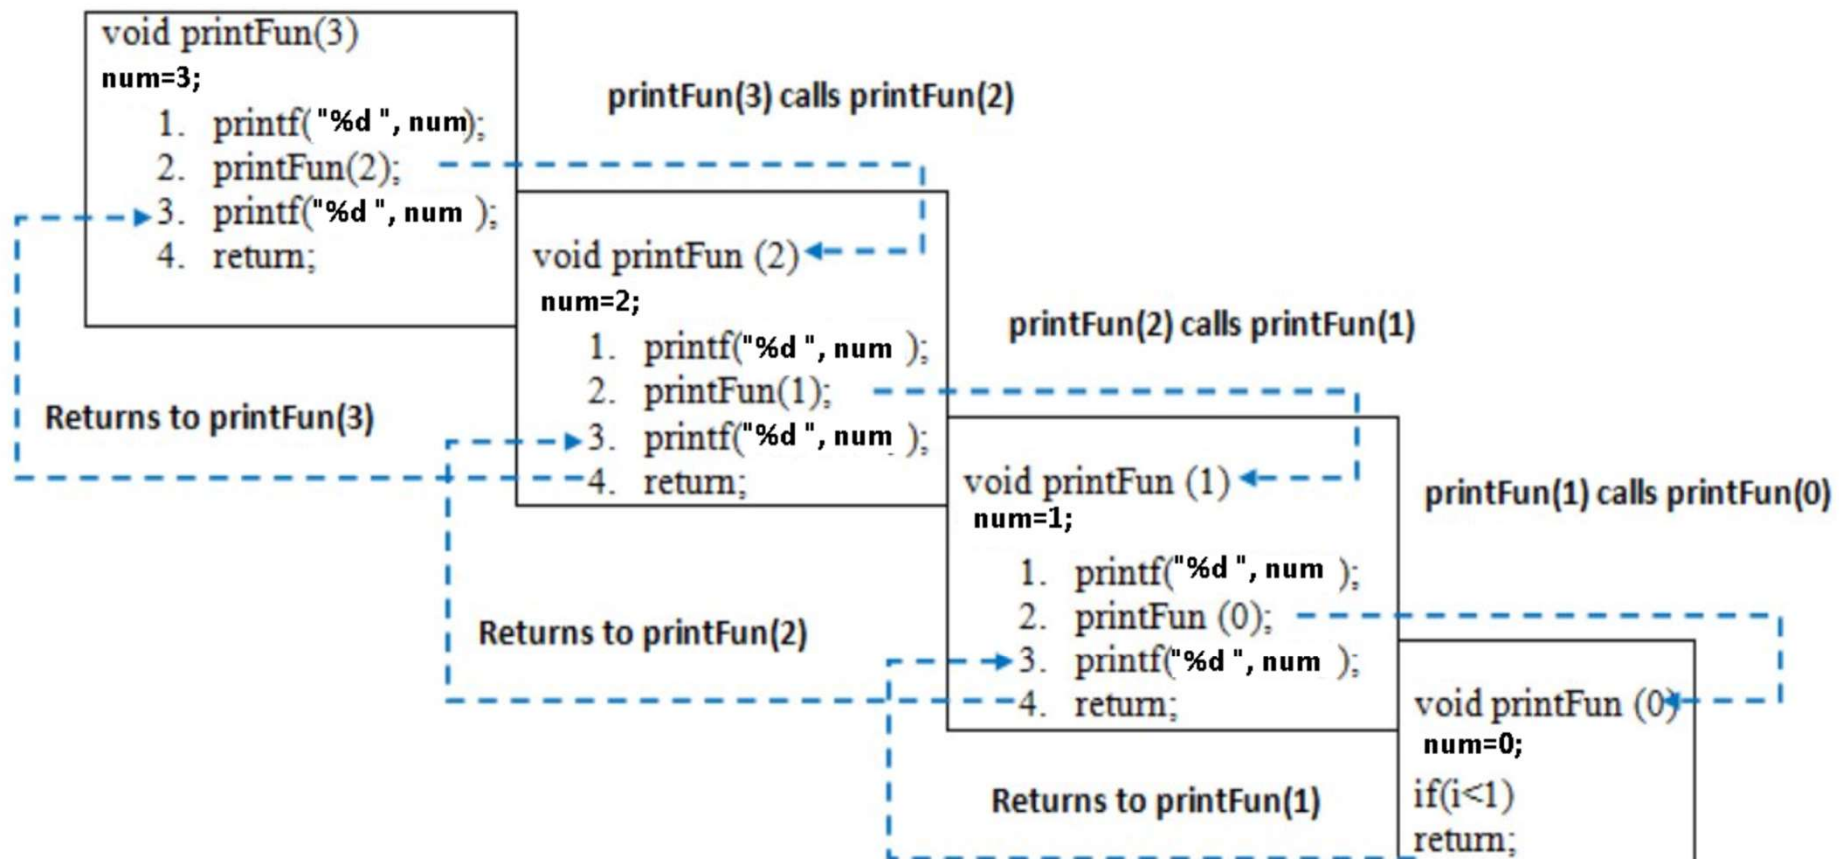 void printFun(3)
num=3;
1. printf("%d ", num);
2. printFun(2);
3. printf("%d ", num );
4. return;
printFun(3) calls printFun(2)
void printFun (2)
num=2;
1. printf("%d ", num );
2. printFun(1);
3. printf("%d ", num );
4. return;
Returns to printFun(3)
printFun(2) calls printFun(1)
void printFun (1)
num=1;
1. printf("%d ", num );
2. printFun (0);
3. printf("%d ", num );
4. return;
Returns to printFun(2)
printFun(1) calls printFun(0)
void printFun (0)
num=0;
if(i<1)
return;
Returns to printFun(1)